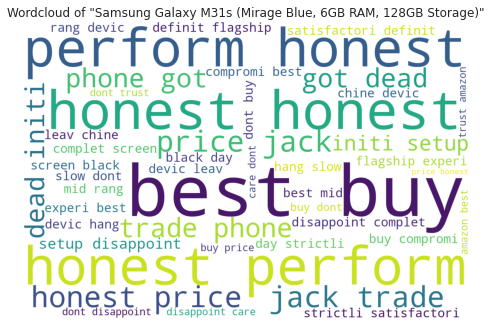 Wordcloud of "Samsung Galaxy M31s (Mirage Blue, 6GB RAM, 128GB Storage)"
rang devic
definit flagship
satisfactori definit
perform honest
compromi best
phone got
got dead
chine devic
dont trust
trust amazon
honest
honest
dead initi
dont buy
leav chine
price jack
initi setup
complet screen
black day
flagship experi
screen black
devic leav
hang slow
price honest
slow dont
care dont
mid rang
best buy
best mid
buy dont
experi best
disappoint complet
amazon best
devic hang
trade phone
buy compromi
setup disappoint
day strictli
buy price
honest perform
honest price
jack trade
strictli satisfactori
dont disappoint
disappoint care